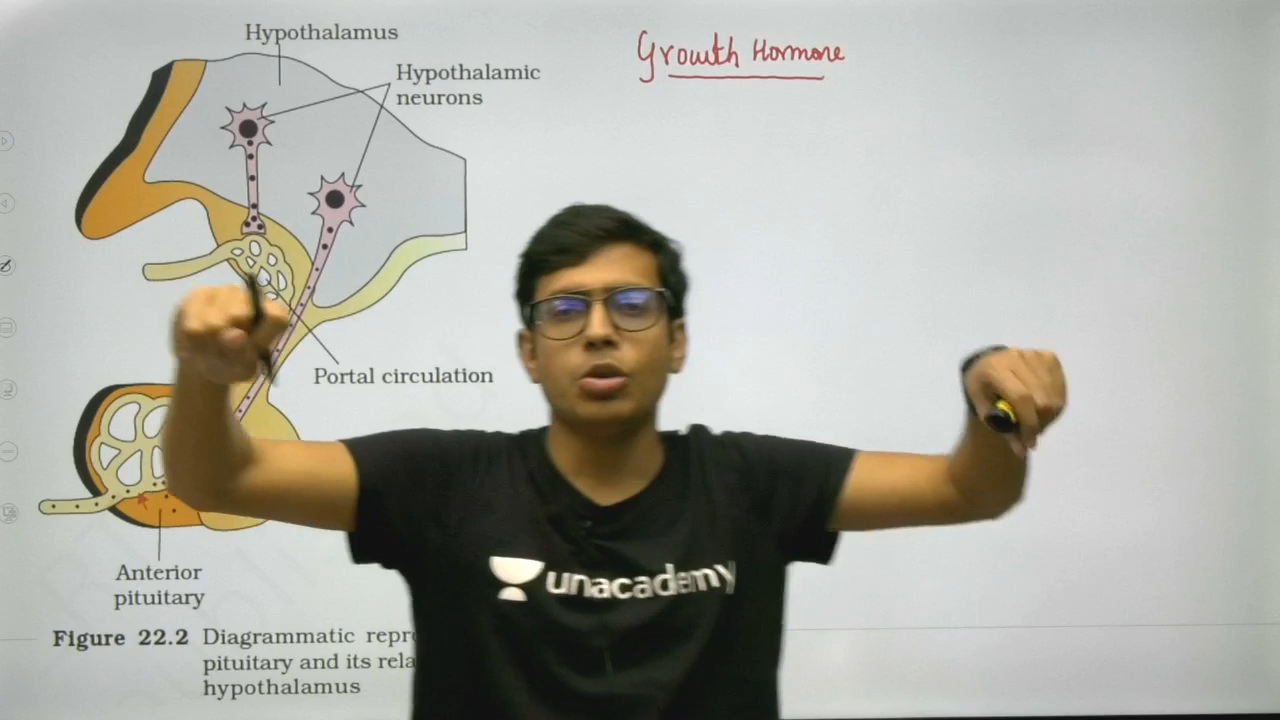 Hypothalamus
Growth Hormone
Hypothalamic
neurons
Portal circulation
unacademy
Anterior
pituitary
Figure 22.2 Diagrammatic repr
pituitary and its rela
hypothalamus